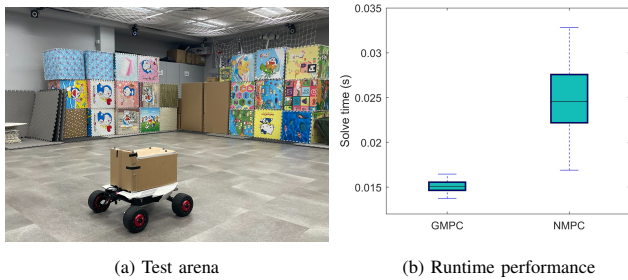 0.035
0.03
0.025
0.02
0.015
Solve time (s)
GMPC
NMPC
(a) Test arena
(b) Runtime performance